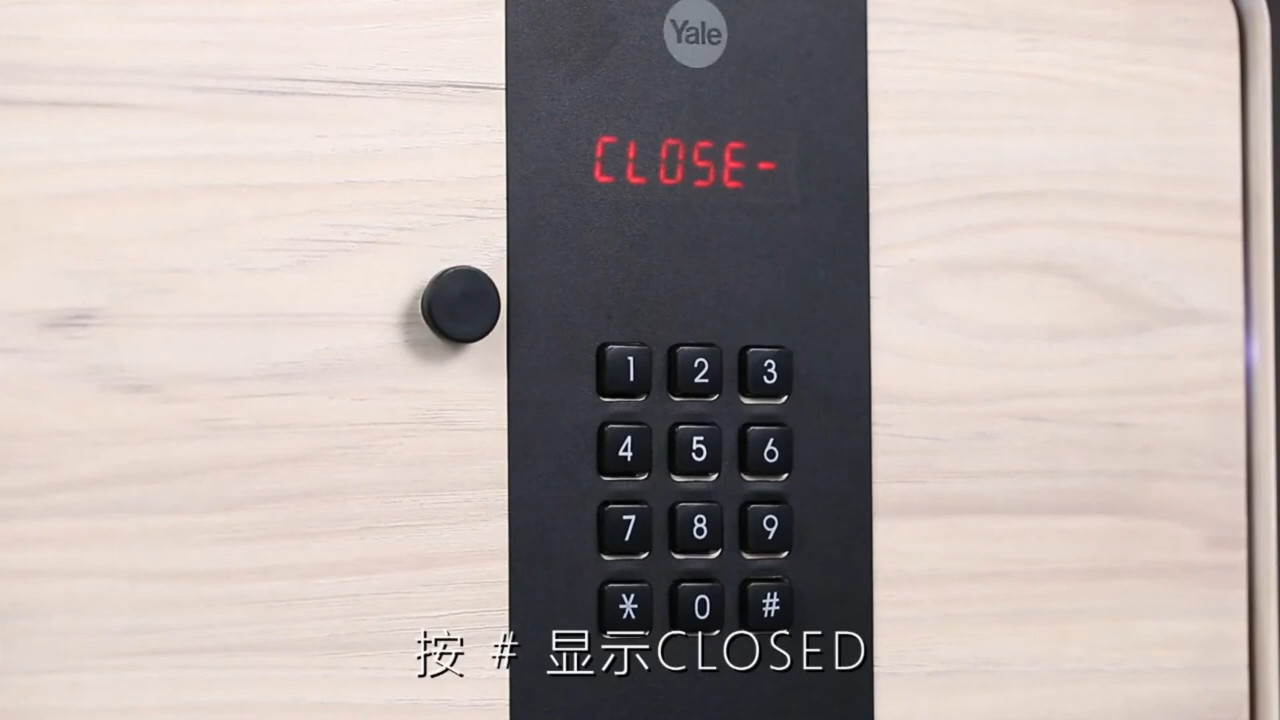 Yale
CLOSE-
1 2 3
4 5 6
7 8 9
* 0 #
按 # 显示CLOSED